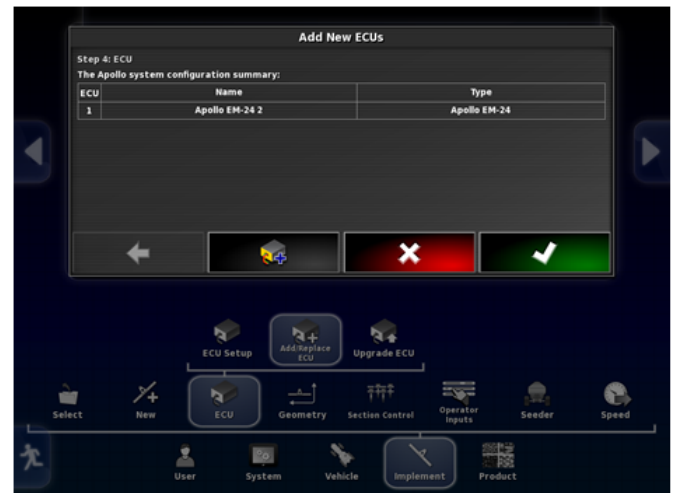 Add New ECUs
Step 4: ECU
The Apollo system configuration summary:
ECU Name Type
1 Apollo EM-24 2 Apollo EM-24
ECU Setup Add/Replace ECU Upgrade ECU
Select New ECU Geometry Section Control Operator Inputs Seeder Speed
User System Vehicle Implement Product